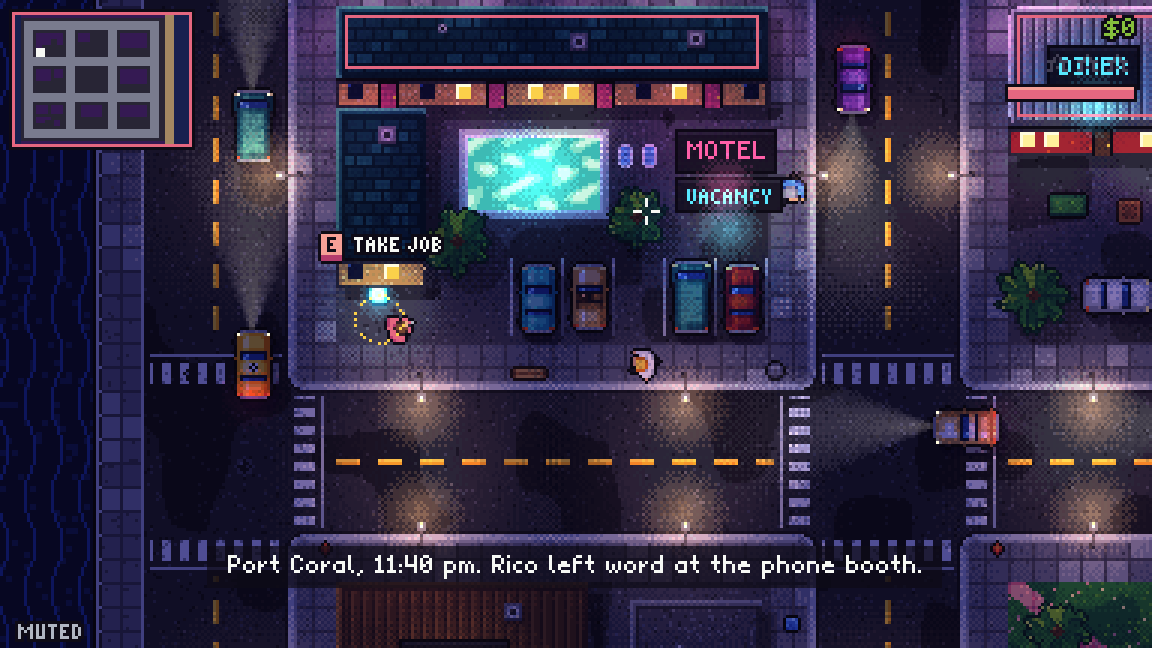 $0
DINER
MOTEL
VACANCY
E TAKE JOB
Port Coral, 11:40 pm. Rico left word at the phone booth.
MUTED